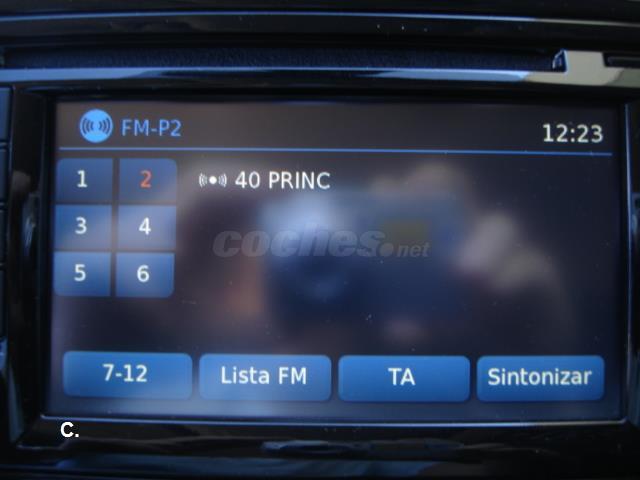 FM-P2
12:23
1 2 40 PRINC
3 4
5 6
coches.net
7-12 Lista FM TA Sintonizar
C.